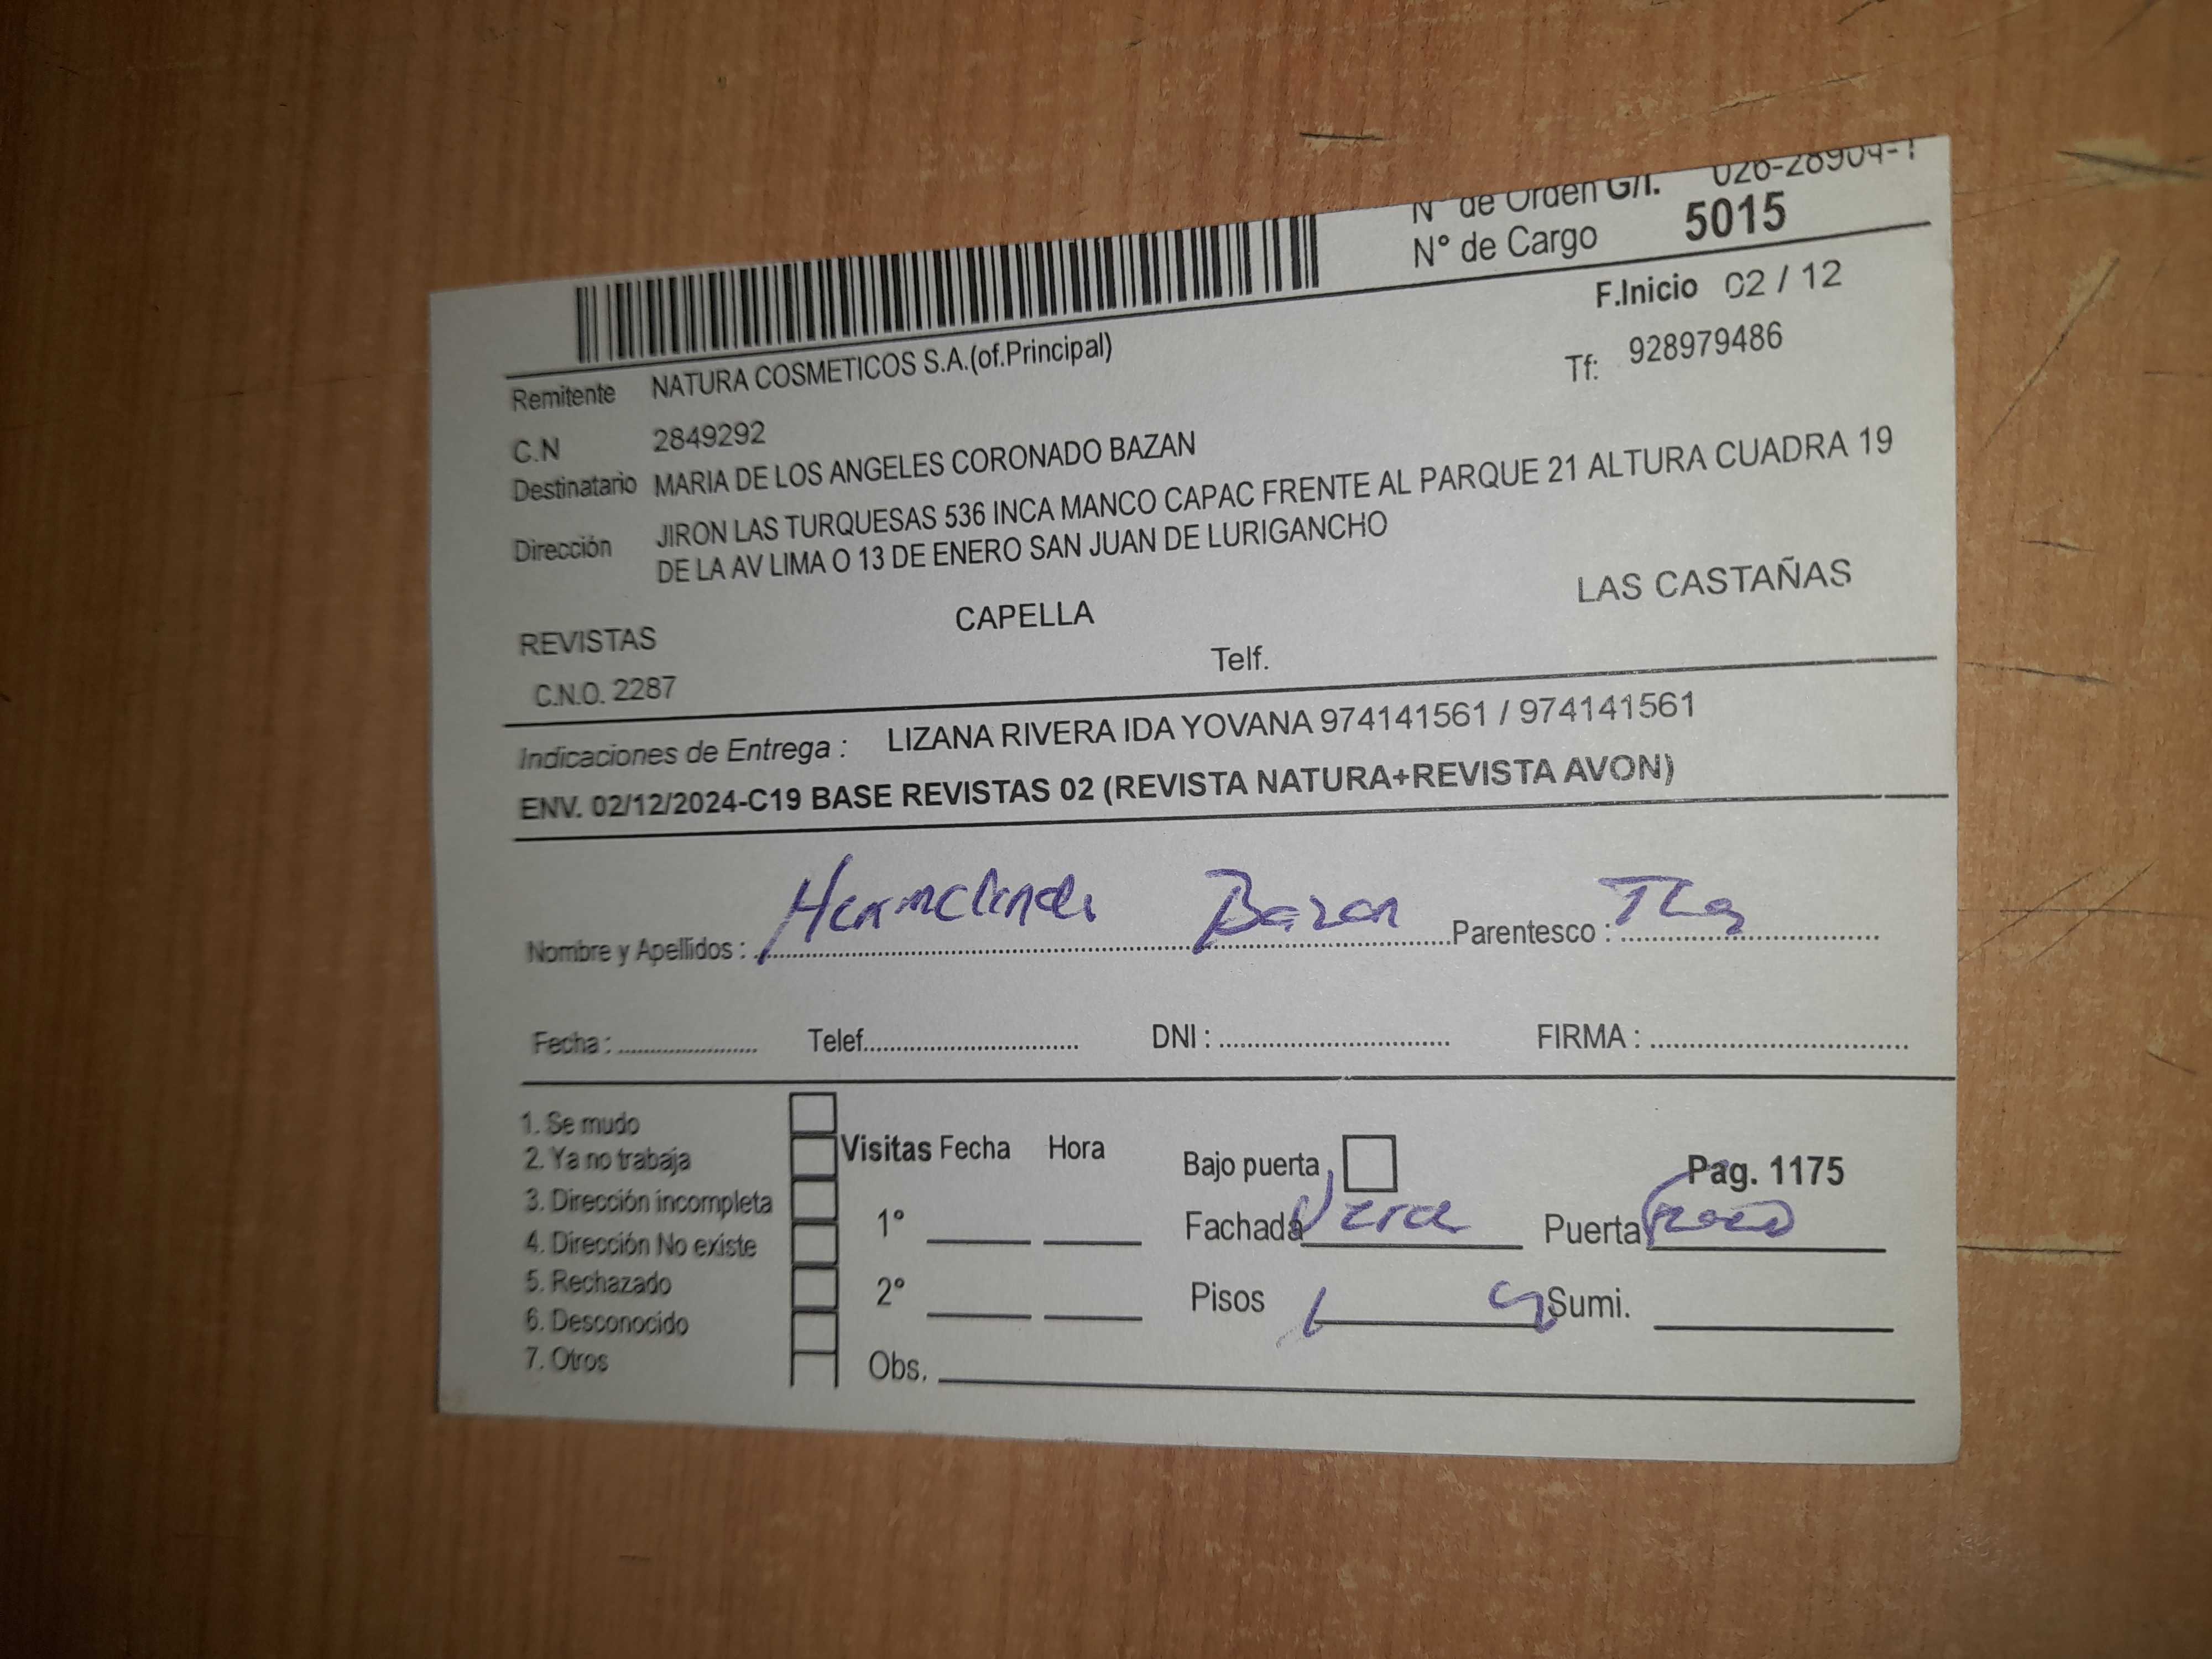 N° de Orden G/I. 026-28904-1
N° de Cargo 5015
F.Inicio 02 / 12
Remitente NATURA COSMETICOS S.A.(of.Principal)
Tf: 928979486
C.N 2849292
Destinatario MARIA DE LOS ANGELES CORONADO BAZAN
Dirección JIRON LAS TURQUESAS 536 INCA MANCO CAPAC FRENTE AL PARQUE 21 ALTURA CUADRA 19
DE LA AV LIMA O 13 DE ENERO SAN JUAN DE LURIGANCHO
REVISTAS CAPELLA LAS CASTAÑAS
C.N.O. 2287 Telf.
Indicaciones de Entrega : LIZANA RIVERA IDA YOVANA 974141561 / 974141561
ENV. 02/12/2024-C19 BASE REVISTAS 02 (REVISTA NATURA+REVISTA AVON)
Nombre y Apellidos : Bazan Parentesco :
Fecha : Telef. DNI : FIRMA :
1. Se mudo
2. Ya no trabaja
3. Dirección incompleta
4. Dirección No existe
5. Rechazado
6. Desconocido
7. Otros
Visitas Fecha Hora
1°
2°
Obs.
Bajo puerta Pag. 1175
Fachada Puerta
Pisos Sumi.